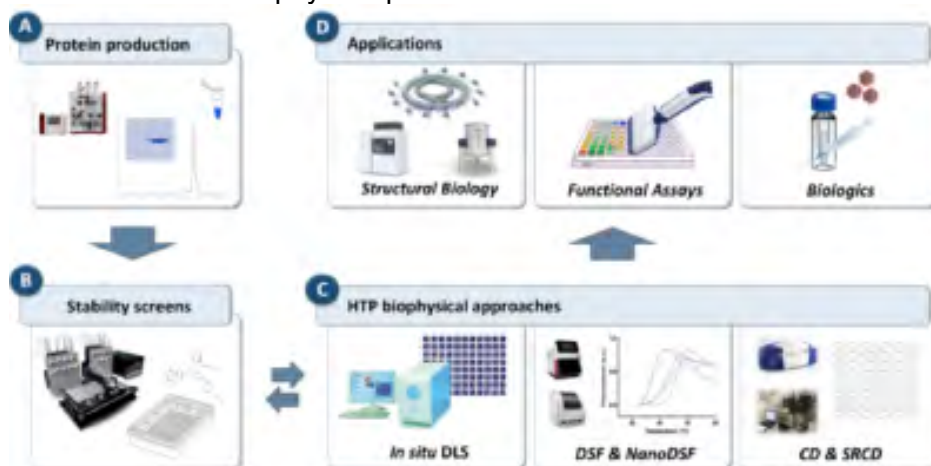 A
Protein production
D
Applications
Structural Biology
Functional Assays
Biologics
B
Stability screens
C
HTP biophysical approaches
In situ DLS
DSF & NanoDSF
CD & SRCD